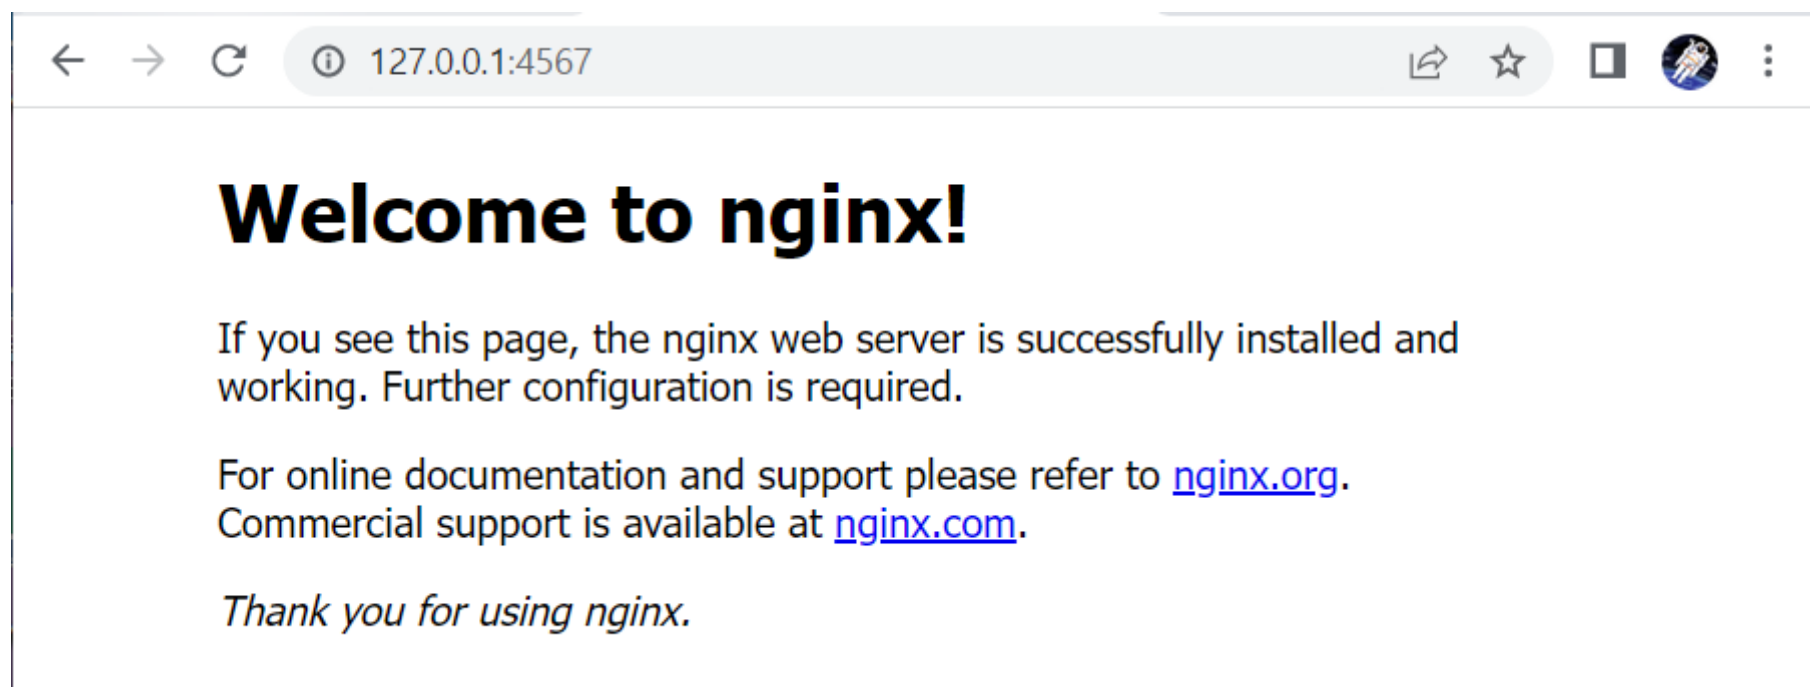 127.0.0.1:4567
Welcome to nginx!
If you see this page, the nginx web server is successfully installed and
working. Further configuration is required.
For online documentation and support please refer to nginx.org.
Commercial support is available at nginx.com.
Thank you for using nginx.